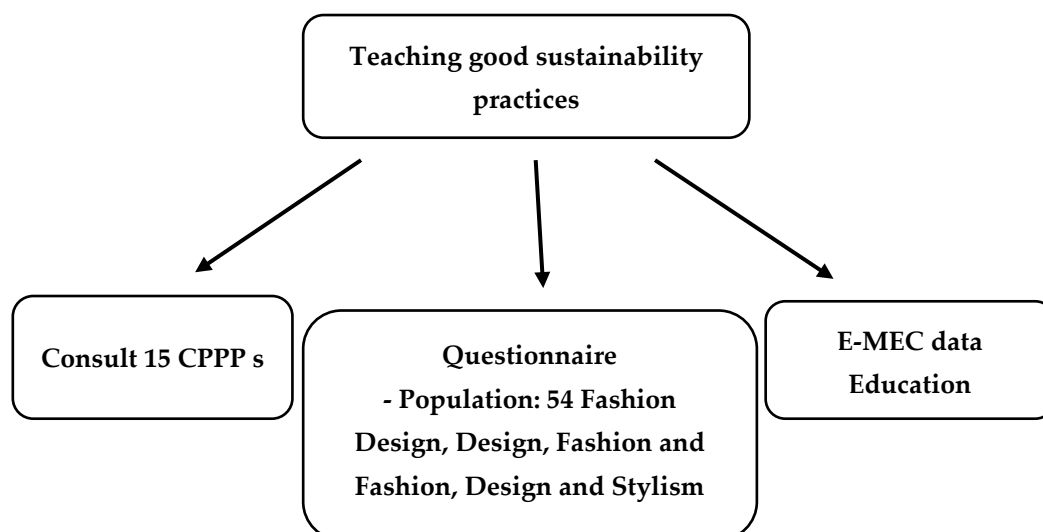 Teaching good sustainability
practices
Consult 15 CPPP s
Questionnaire
- Population: 54 Fashion
Design, Design, Fashion and
Fashion, Design and Stylism
E-MEC data
Education